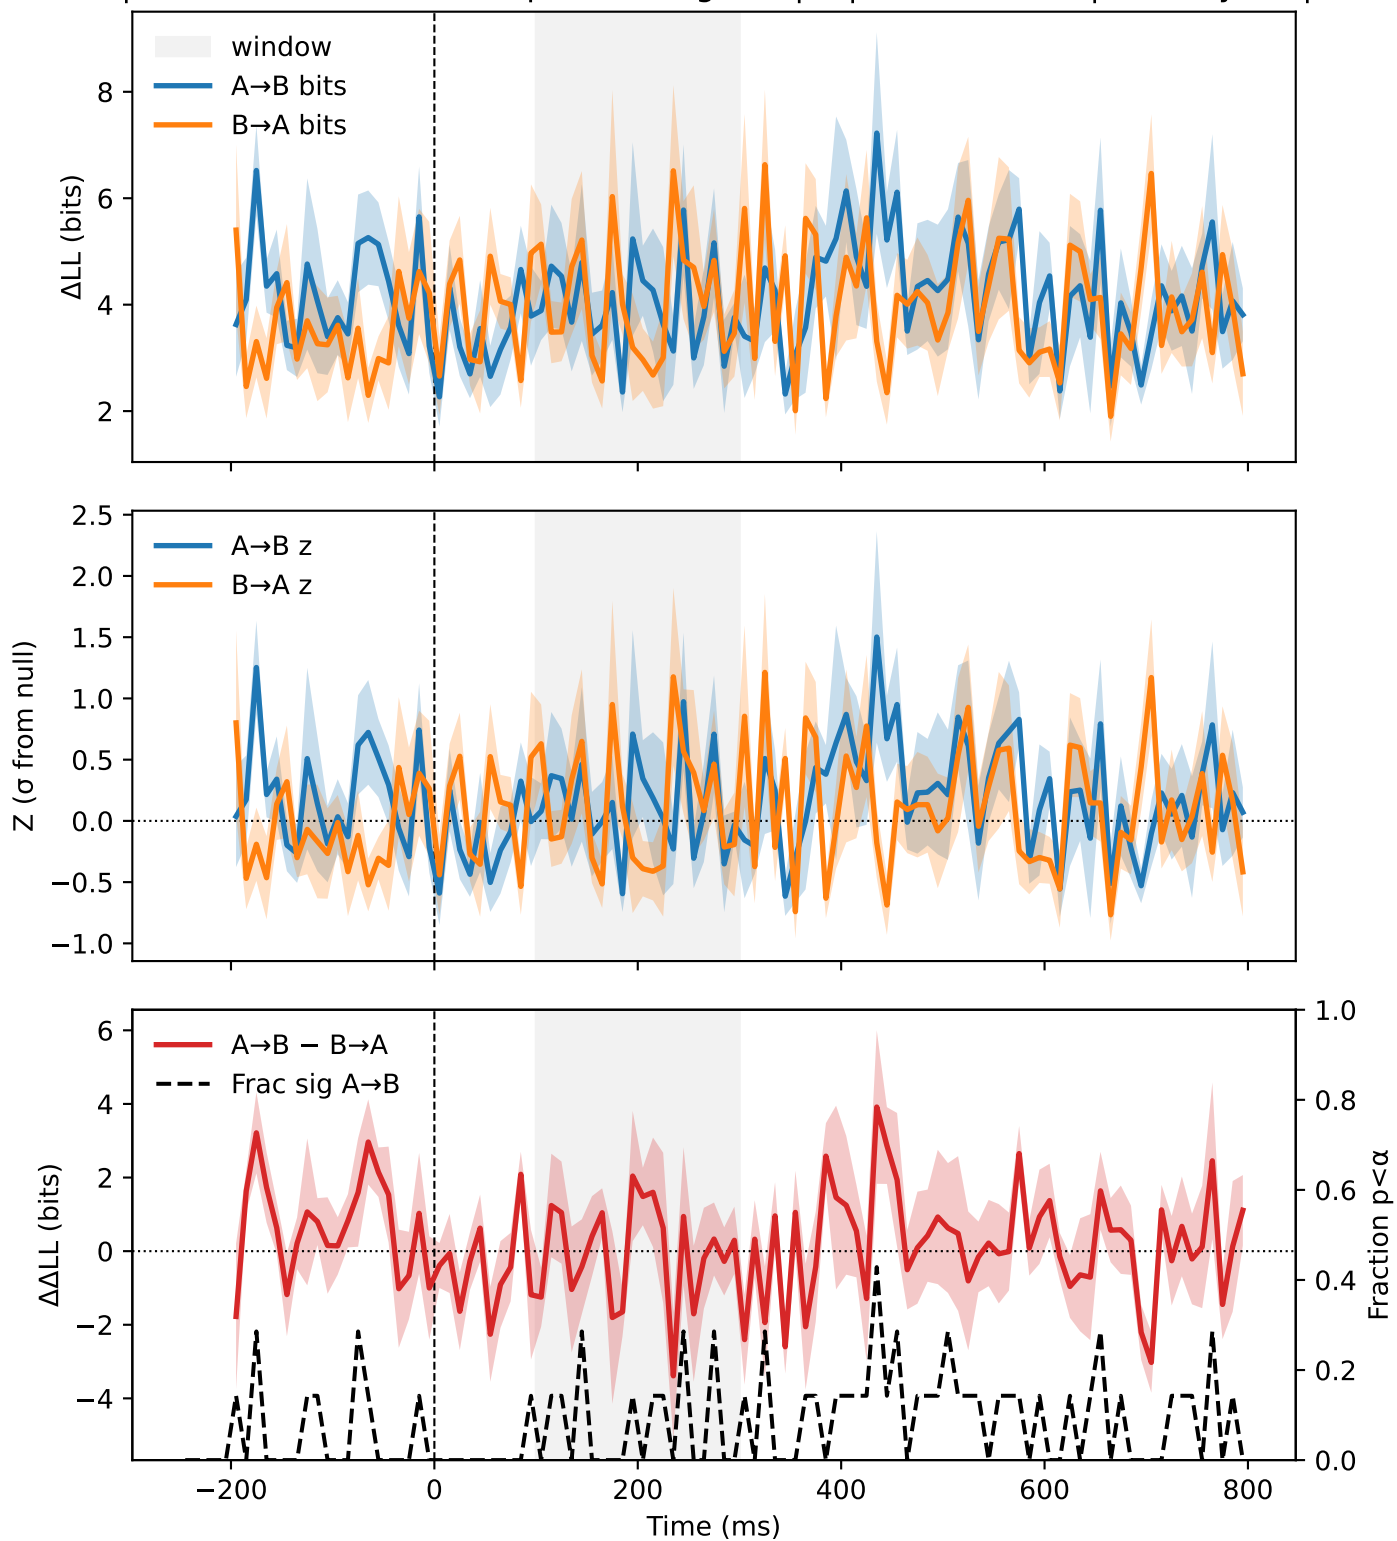 window
A→B bits
B→A bits
ΔLL (bits)
8
6
4
2
A→B z
B→A z
Z (σ from null)
2.5
2.0
1.5
1.0
0.5
0.0
−0.5
−1.0
A→B − B→A
Frac sig A→B
ΔΔLL (bits)
6
4
2
0
−2
−4
1.0
0.8
0.6
0.4
0.2
0.0
Fraction p<α
−200
0
200
400
600
800
Time (ms)